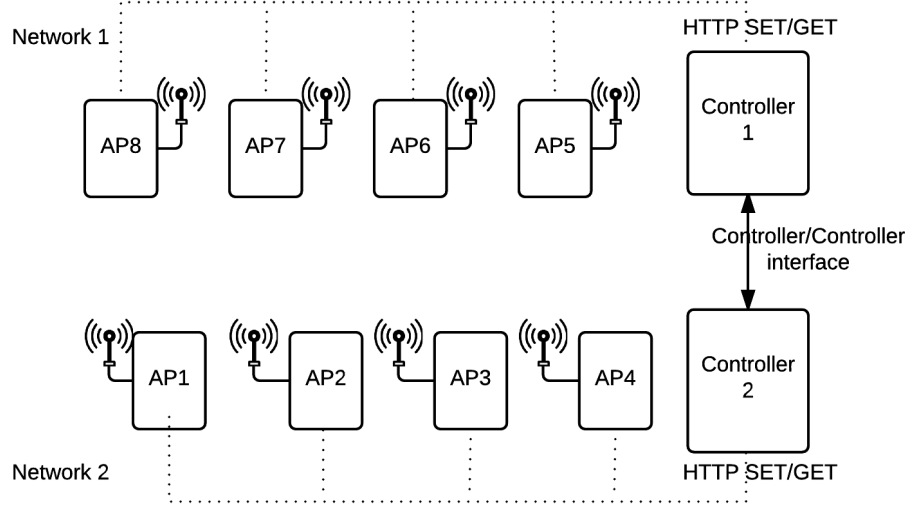 HTTP SET/GET
Network 1
AP8
AP7
AP6
AP5
Controller
1
Controller/Controller
interface
AP1
AP2
AP3
AP4
Controller
2
Network 2
HTTP SET/GET